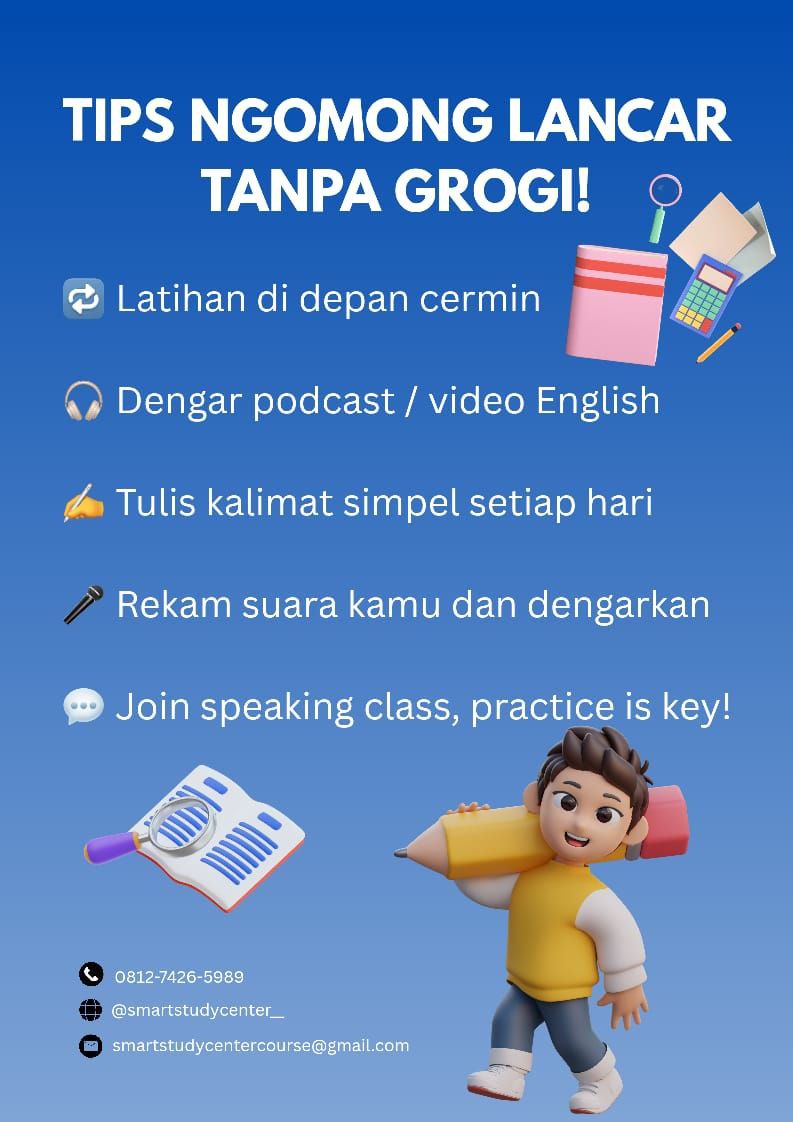 TIPS NGOMONG LANCAR
TANPA GROGI!
🔁 Latihan di depan cermin
🎧 Dengar podcast / video English
✍️ Tulis kalimat simpel setiap hari
🎤 Rekam suara kamu dan dengarkan
💬 Join speaking class, practice is key!
0812-7426-5989
@smartstudycenter__
smartstudycentercourse@gmail.com